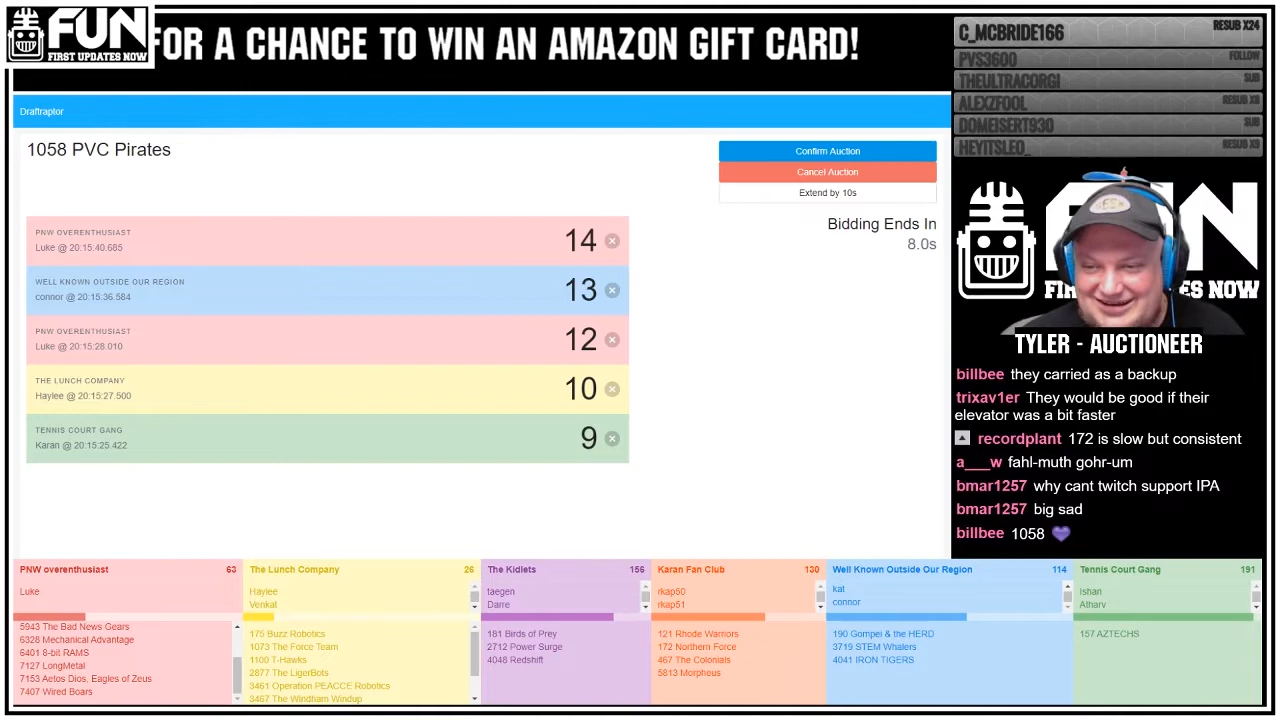 FUN
FIRST UPDATES NOW
FOR A CHANCE TO WIN AN AMAZON GIFT CARD!
Draftraptor
1058 PVC Pirates
Confirm Auction
Cancel Auction
Extend by 10s
Bidding Ends In
8.0s
PNW OVERENTHUSIAST
Luke @ 20:15:40.685
14
WELL KNOWN OUTSIDE OUR REGION
connor @ 20:15:36.584
13
PNW OVERENTHUSIAST
Luke @ 20:15:28.010
12
THE LUNCH COMPANY
Haylee @ 20:15:27.500
10
TENNIS COURT GANG
Karan @ 20:15:25.422
9
C_MCBRIDE166 RESUB X24
PVS3600 FOLLOW
THEULTRACORGI SUB
ALEXZFOOL RESUB X8
DOMEISERT930 SUB
HEYITSLEO_ RESUB X9
TYLER - AUCTIONEER
billbee they carried as a backup
trixav1er They would be good if their
elevator was a bit faster
recordplant 172 is slow but consistent
a___w fahl-muth gohr-um
bmar1257 why cant twitch support IPA
bmar1257 big sad
billbee 1058 💜
PNW overenthusiast 63
Luke
5943 The Bad News Gears
6328 Mechanical Advantage
6401 8-bit RAMS
7127 LongMetal
7153 Aetos Dios, Eagles of Zeus
7407 Wired Boars
The Lunch Company 26
Haylee
Venkat
175 Buzz Robotics
1073 The Force Team
1100 T-Hawks
2877 The LigerBots
3461 Operation PEACCE Robotics
3467 The Windham Windup
The Kidlets 156
taegen
Darre
181 Birds of Prey
2712 Power Surge
4048 Redshift
Karan Fan Club 130
rkap50
rkap51
121 Rhode Warriors
172 Northern Force
467 The Colonials
5813 Morpheus
Well Known Outside Our Region 114
kat
connor
190 Gompei & the HERD
3719 STEM Whalers
4041 IRON TIGERS
Tennis Court Gang 191
Ishan
Atharv
157 AZTECHS